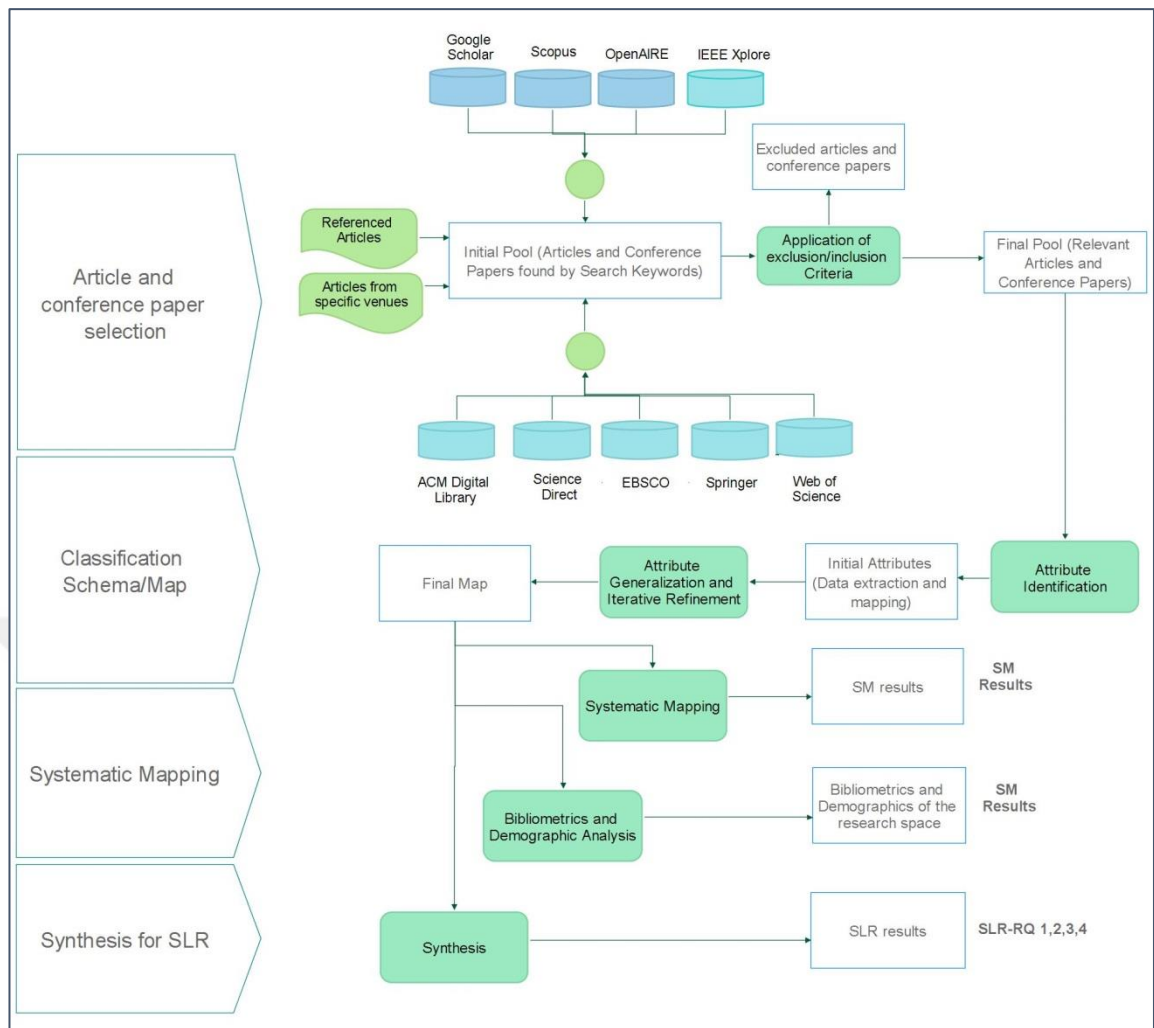 Google
Scholar
Scopus
OpenAIRE
IEEE Xplore
Excluded articles and
conference papers
Article and
conference paper
selection
Referenced
Articles
Articles from
specific venues
Initial Pool (Articles and Conference
Papers found by Search Keywords)
Application of
exclusion/inclusion
Criteria
Final Pool (Relevant
Articles and
Conference Papers)
ACM Digital
Library
Science
Direct
EBSCO
Springer
Web of
Science
Classification
Schema/Map
Final Map
Attribute
Generalization and
Iterative Refinement
Initial Attributes
(Data extraction and
mapping)
Attribute
Identification
Systematic Mapping
SM results
SM
Results
Systematic Mapping
Bibliometrics and
Demographic Analysis
Bibliometrics and
Demographics of the
research space
SM
Results
Synthesis for SLR
Synthesis
SLR results
SLR-RQ 1,2,3,4